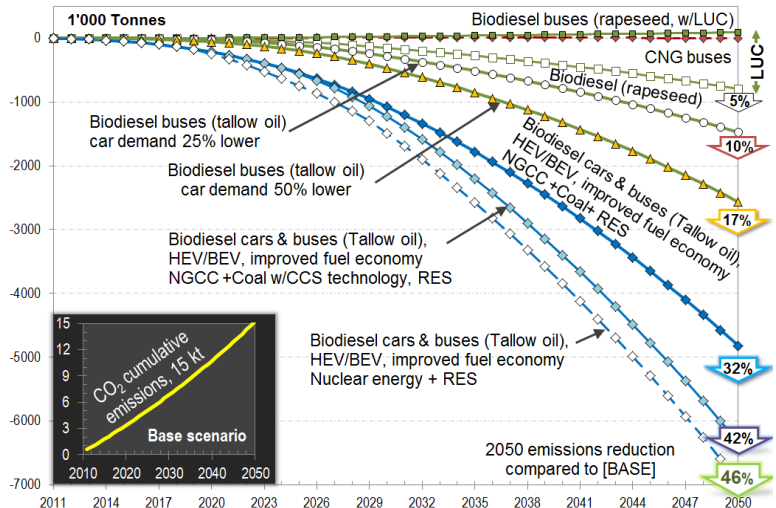 1'000 Tonnes
Biodiesel buses (rapeseed, w/LUC)
0
-1000
-2000
-3000
-4000
-5000
-6000
-7000
CNG buses
LUC
Biodiesel (rapeseed)
5%
10%
17%
32%
42%
46%
Biodiesel buses (tallow oil)
car demand 25% lower
Biodiesel buses (tallow oil)
car demand 50% lower
Biodiesel cars & buses (Tallow oil),
HEV/BEV, improved fuel economy
NGCC +Coal+ RES
Biodiesel cars & buses (Tallow oil),
HEV/BEV, improved fuel economy
NGCC +Coal w/CCS technology, RES
Biodiesel cars & buses (Tallow oil),
HEV/BEV, improved fuel economy
Nuclear energy + RES
2050 emissions reduction
compared to [BASE]
15
12
9
6
3
0
CO2 cumulative
emissions, 15 kt
Base scenario
2010 2020 2030 2040 2050
2011 2014 2017 2020 2023 2026 2029 2032 2035 2038 2041 2044 2047 2050